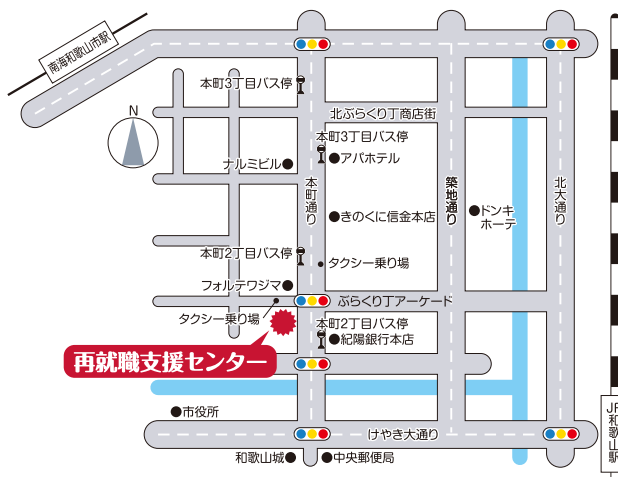 南海和歌山市駅
本町3丁目バス停
北ぶらくり丁商店街
N
本町3丁目バス停
ナルミビル
アパホテル
本町通り
築地通り
北大通り
きのくに信金本店
ドンキ
ホーテ
本町2丁目バス停
タクシー乗り場
フォルテワジマ
ぶらくり丁アーケード
タクシー乗り場
本町2丁目バス停
紀陽銀行本店
再就職支援センター
市役所
けやき大通り
JR和歌山駅
和歌山城
中央郵便局